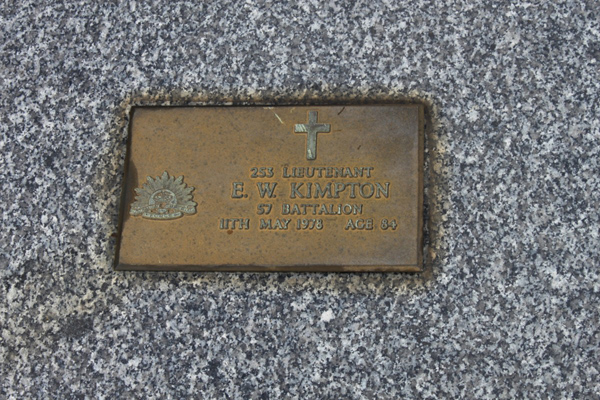 253 LIEUTENANT
E. W. KIMPTON
57 BATTALION
11TH MAY 1978 AGE 84